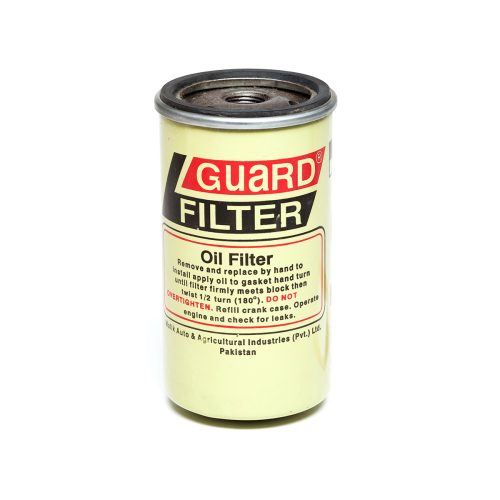 GUARD®
FILTER
Oil Filter
Remove and replace by hand to
install apply oil to gasket hand turn
until filter firmly meets block then
twist 1/2 turn (180°). DO NOT
OVERTIGHTEN. Refill crank case. Operate
engine and check for leaks.
Malik Auto & Agricultural Industries (Pvt.) Ltd.
Pakistan